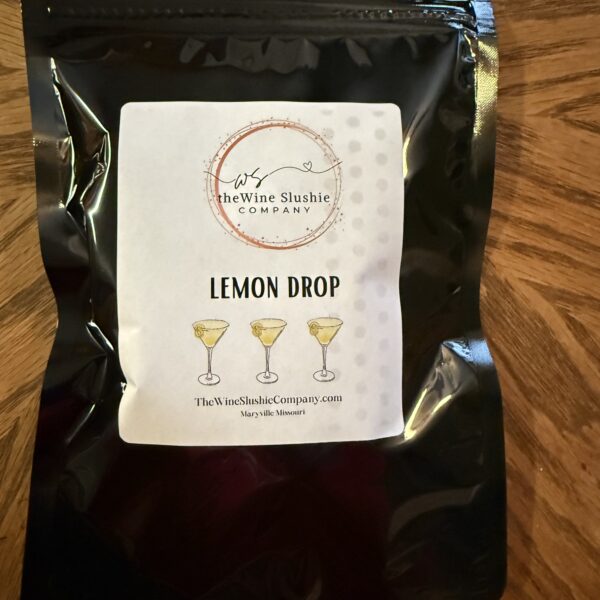 ws
theWine Slushie
COMPANY
LEMON DROP
TheWineSlushieCompany.com
Maryville Missouri